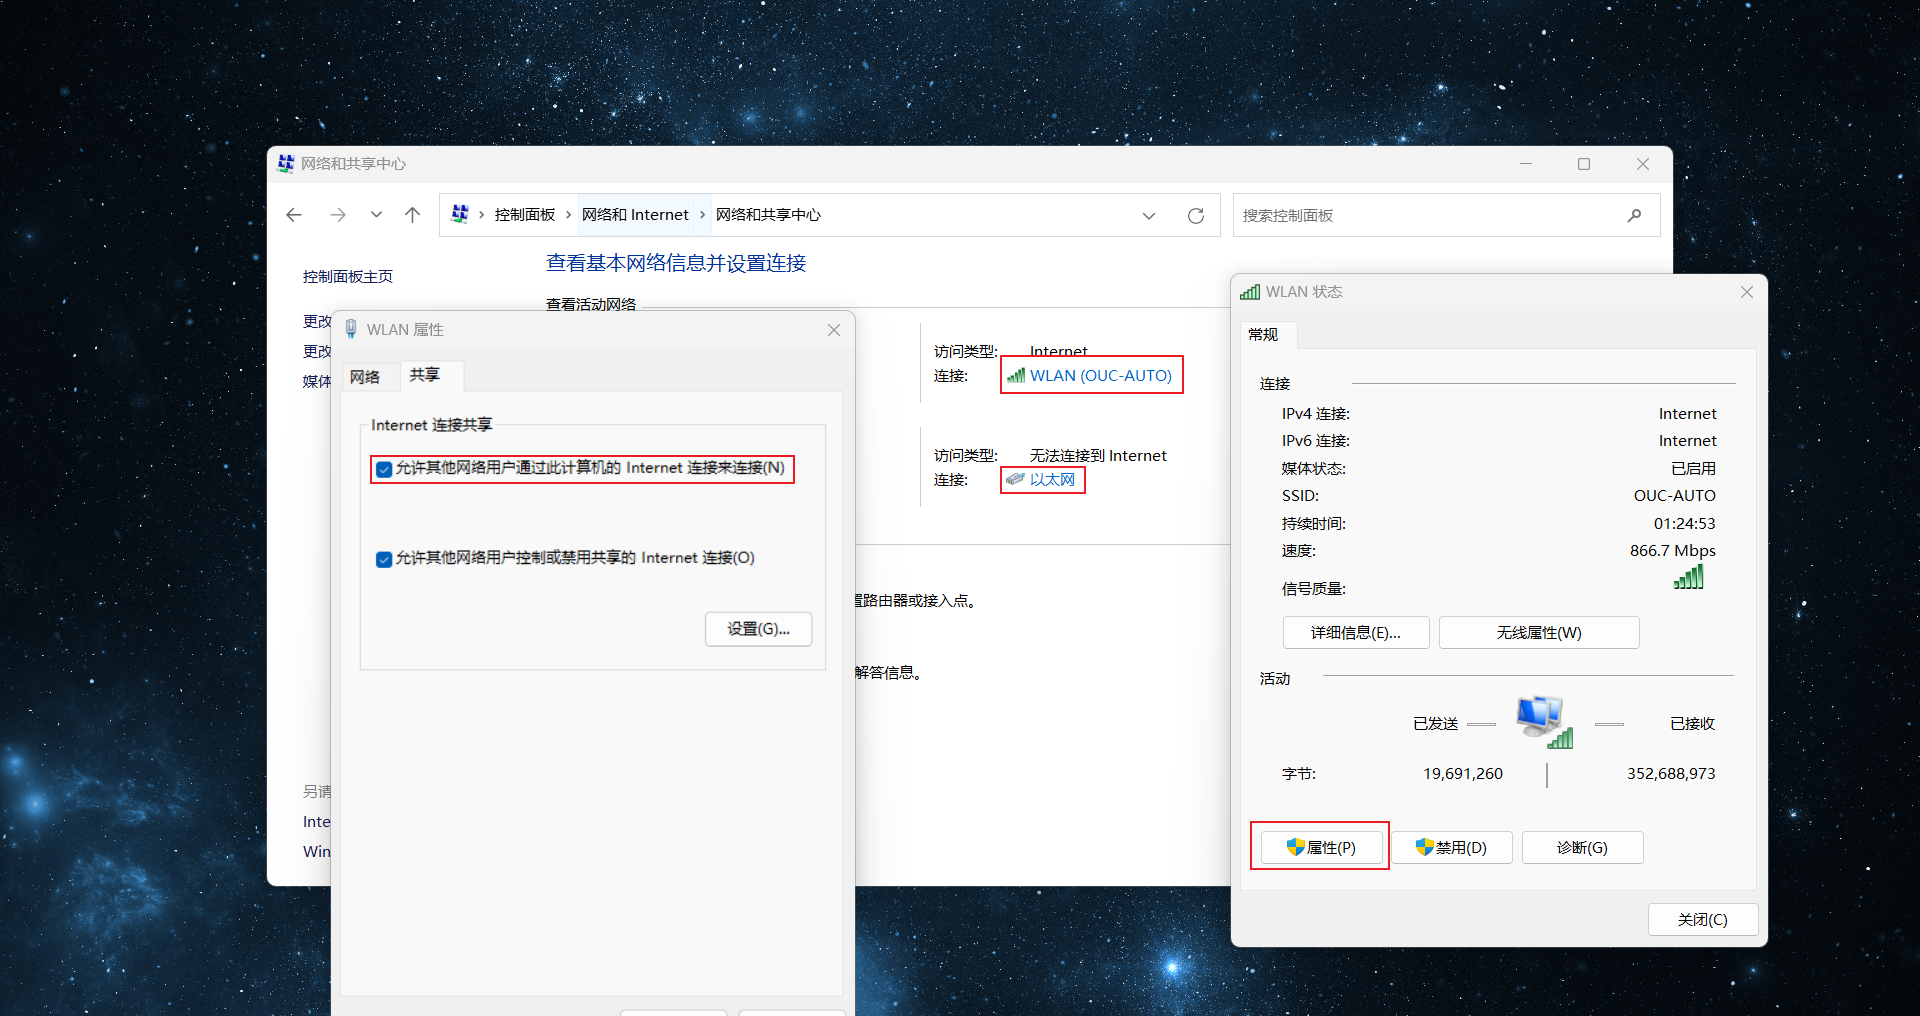 网络和共享中心
控制面板 网络和 Internet 网络和共享中心
搜索控制面板
控制面板主页
更改
更改
媒体
另请
Inte
Win
查看基本网络信息并设置连接
查看活动网络
访问类型: Internet
连接: WLAN (OUC-AUTO)
访问类型: 无法连接到 Internet
连接: 以太网
置路由器或接入点。
解答信息。
WLAN 属性
网络 共享
Internet 连接共享
允许其他网络用户通过此计算机的 Internet 连接来连接(N)
允许其他网络用户控制或禁用共享的 Internet 连接(O)
设置(G)...
WLAN 状态
常规
连接
IPv4 连接: Internet
IPv6 连接: Internet
媒体状态: 已启用
SSID: OUC-AUTO
持续时间: 01:24:53
速度: 866.7 Mbps
信号质量:
详细信息(E)... 无线属性(W)
活动
已发送 已接收
字节: 19,691,260 352,688,973
属性(P) 禁用(D) 诊断(G)
关闭(C)